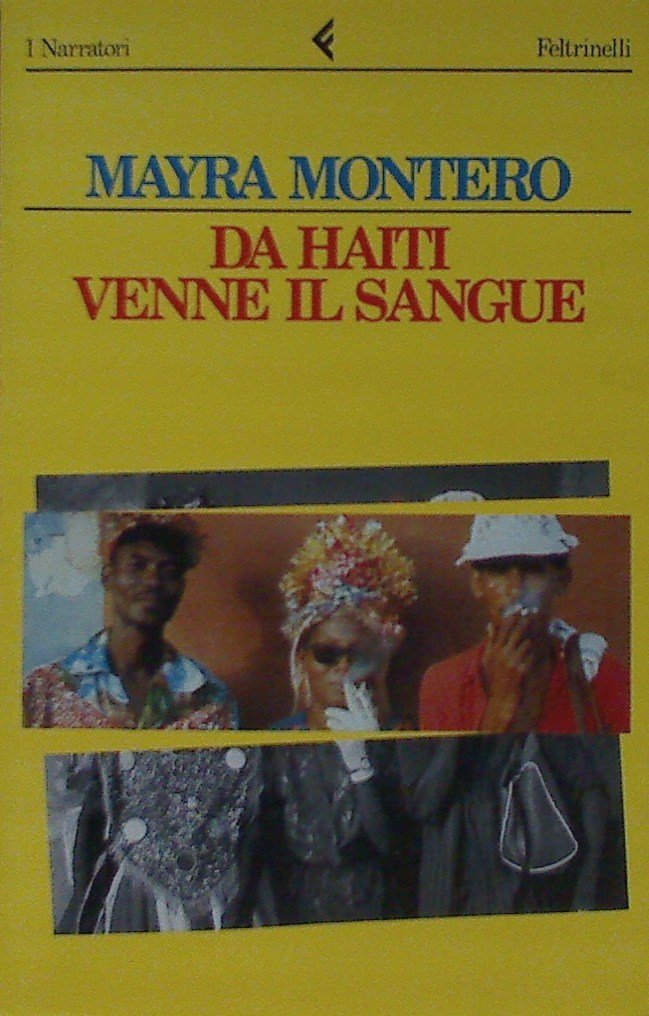 I Narratori
Feltrinelli
MAYRA MONTERO
DA HAITI
VENNE IL SANGUE